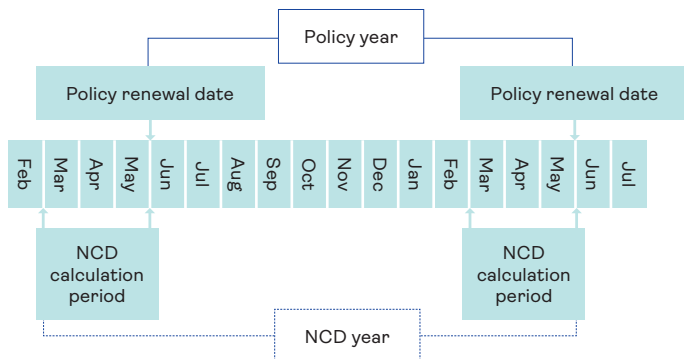 Policy year
Policy renewal date
Policy renewal date
Feb
Mar
Apr
May
Jun
Jul
Aug
Sep
Oct
Nov
Dec
Jan
Feb
Mar
Apr
May
Jun
Jul
NCD
calculation
period
NCD
calculation
period
NCD year